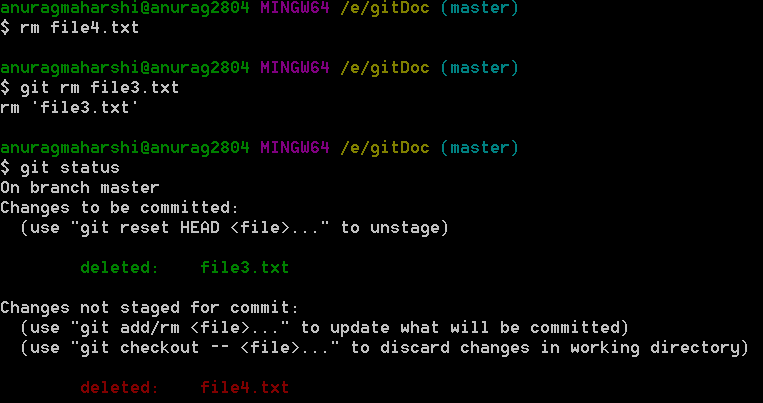 anuragmaharshi@anurag2804 MINGW64 /e/gitDoc (master)
$ rm file4.txt
anuragmaharshi@anurag2804 MINGW64 /e/gitDoc (master)
$ git rm file3.txt
rm 'file3.txt'
anuragmaharshi@anurag2804 MINGW64 /e/gitDoc (master)
$ git status
On branch master
Changes to be committed:
  (use "git reset HEAD <file>..." to unstage)
        deleted:    file3.txt
Changes not staged for commit:
  (use "git add/rm <file>..." to update what will be committed)
  (use "git checkout -- <file>..." to discard changes in working directory)
        deleted:    file4.txt